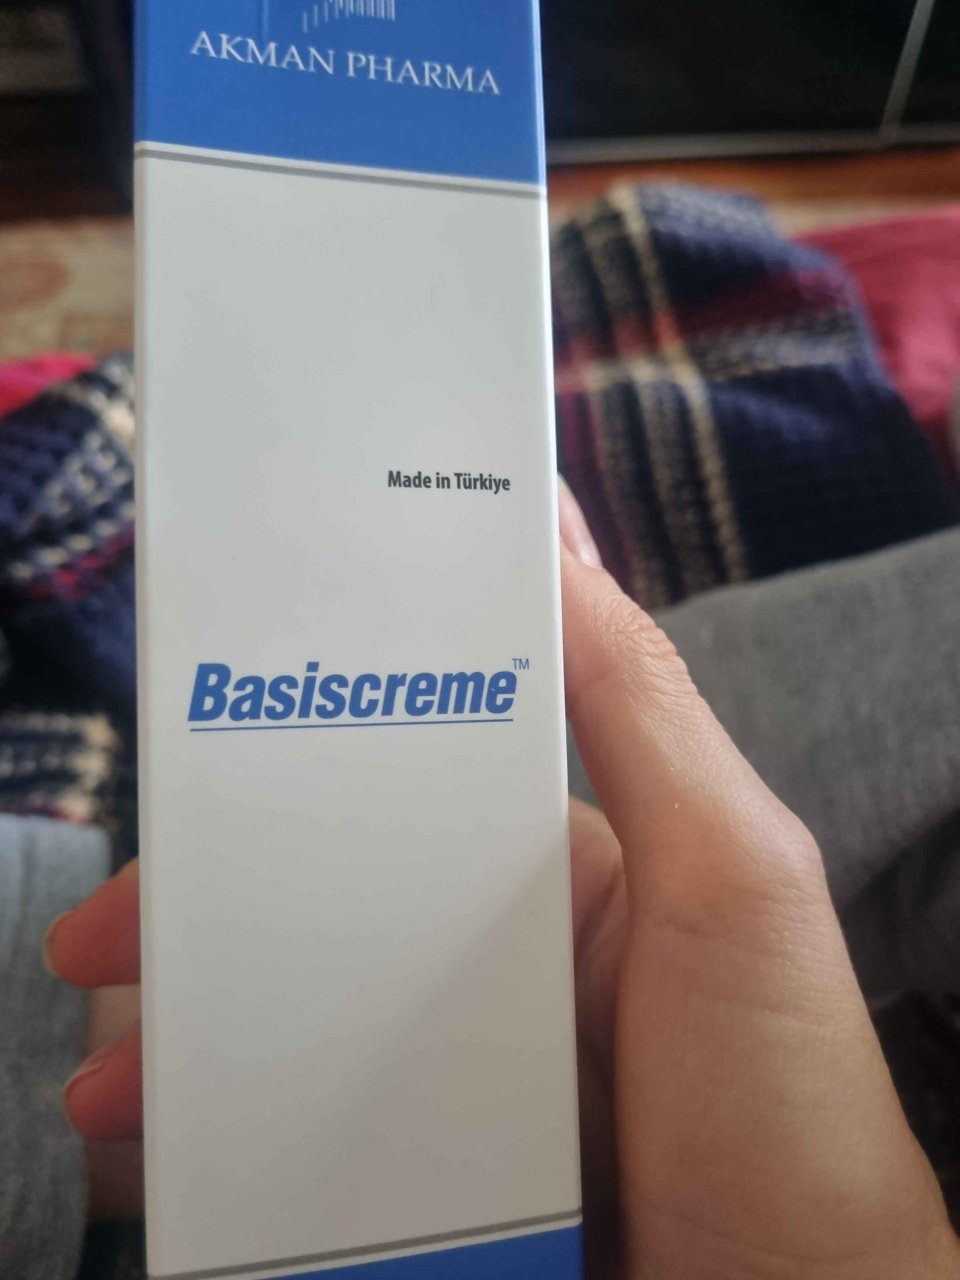 AKMAN PHARMA
Made in Türkiye
Basiscreme™